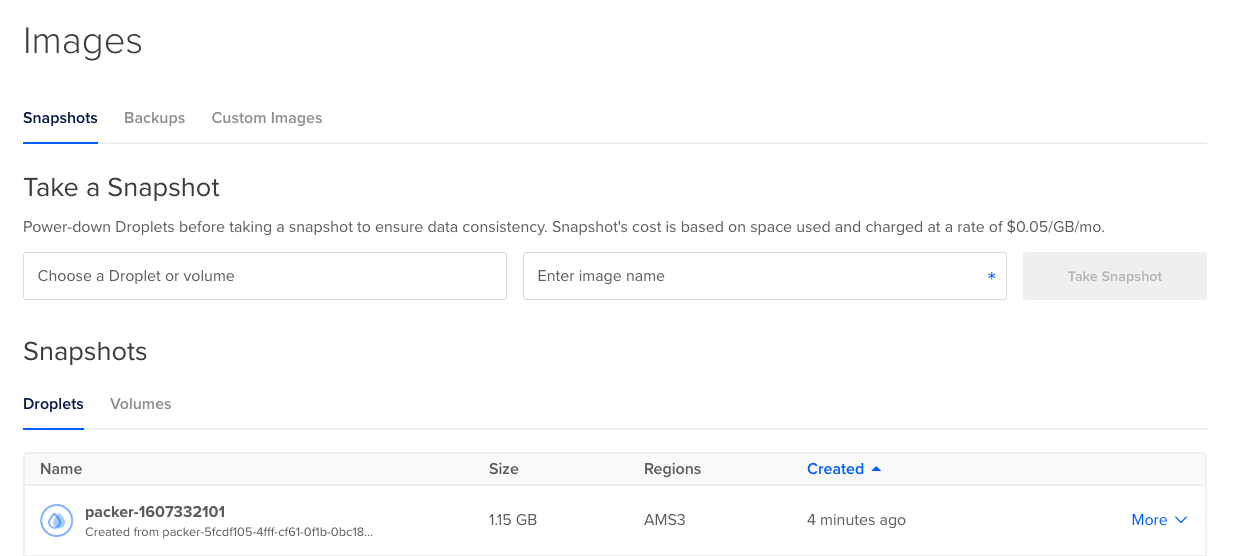 Images
Snapshots Backups Custom Images
Take a Snapshot
Power-down Droplets before taking a snapshot to ensure data consistency. Snapshot's cost is based on space used and charged at a rate of $0.05/GB/mo.
Choose a Droplet or volume Enter image name * Take Snapshot
Snapshots
Droplets Volumes
Name Size Regions Created
packer-1607332101
Created from packer-5fcdf105-4fff-cf61-0f1b-0bc18... 1.15 GB AMS3 4 minutes ago More